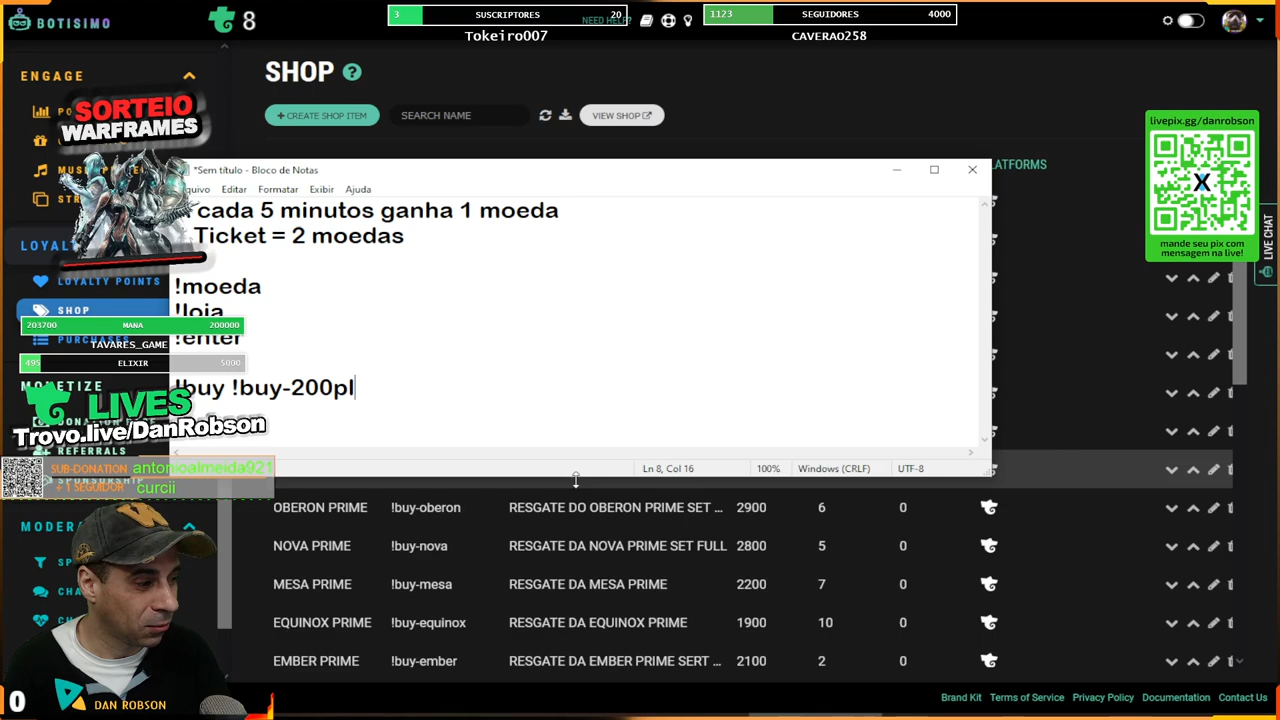 BOTISIMO
8
3 SUSCRIPTORES 20
NEED HELP?
Tokeiro007
1123 SEGUIDORES 4000
CAVERAO258
ENGAGE
SHOP
SORTEIO
WARFRAMES
+ CREATE SHOP ITEM
SEARCH NAME
VIEW SHOP
livepix.gg/danrobson
X
mande seu pix com
mensagem na live!
LIVE CHAT
*Sem título - Bloco de Notas
Editar Formatar Exibir Ajuda
cada 5 minutos ganha 1 moeda
Ticket = 2 moedas
!moeda
!loja
!enter
!buy !buy-200pl
Ln 8, Col 16
100%
Windows (CRLF)
UTF-8
LOYALTY POINTS
SHOP
203700 MANA 200000
TAVARES_GAME
495 ELIXIR 5000
LIVES
Trovo.live/DanRobson
REFERRALS
SUB-DONATION antonioalmeida921
+ 1 SEGUIDOR curcii
OBERON PRIME !buy-oberon RESGATE DO OBERON PRIME SET ... 2900 6 0
NOVA PRIME !buy-nova RESGATE DA NOVA PRIME SET FULL 2800 5 0
MESA PRIME !buy-mesa RESGATE DA MESA PRIME 2200 7 0
EQUINOX PRIME !buy-equinox RESGATE DA EQUINOX PRIME 1900 10 0
EMBER PRIME !buy-ember RESGATE DA EMBER PRIME SERT ... 2100 2 0
0
DAN ROBSON
Brand Kit Terms of Service Privacy Policy Documentation Contact Us